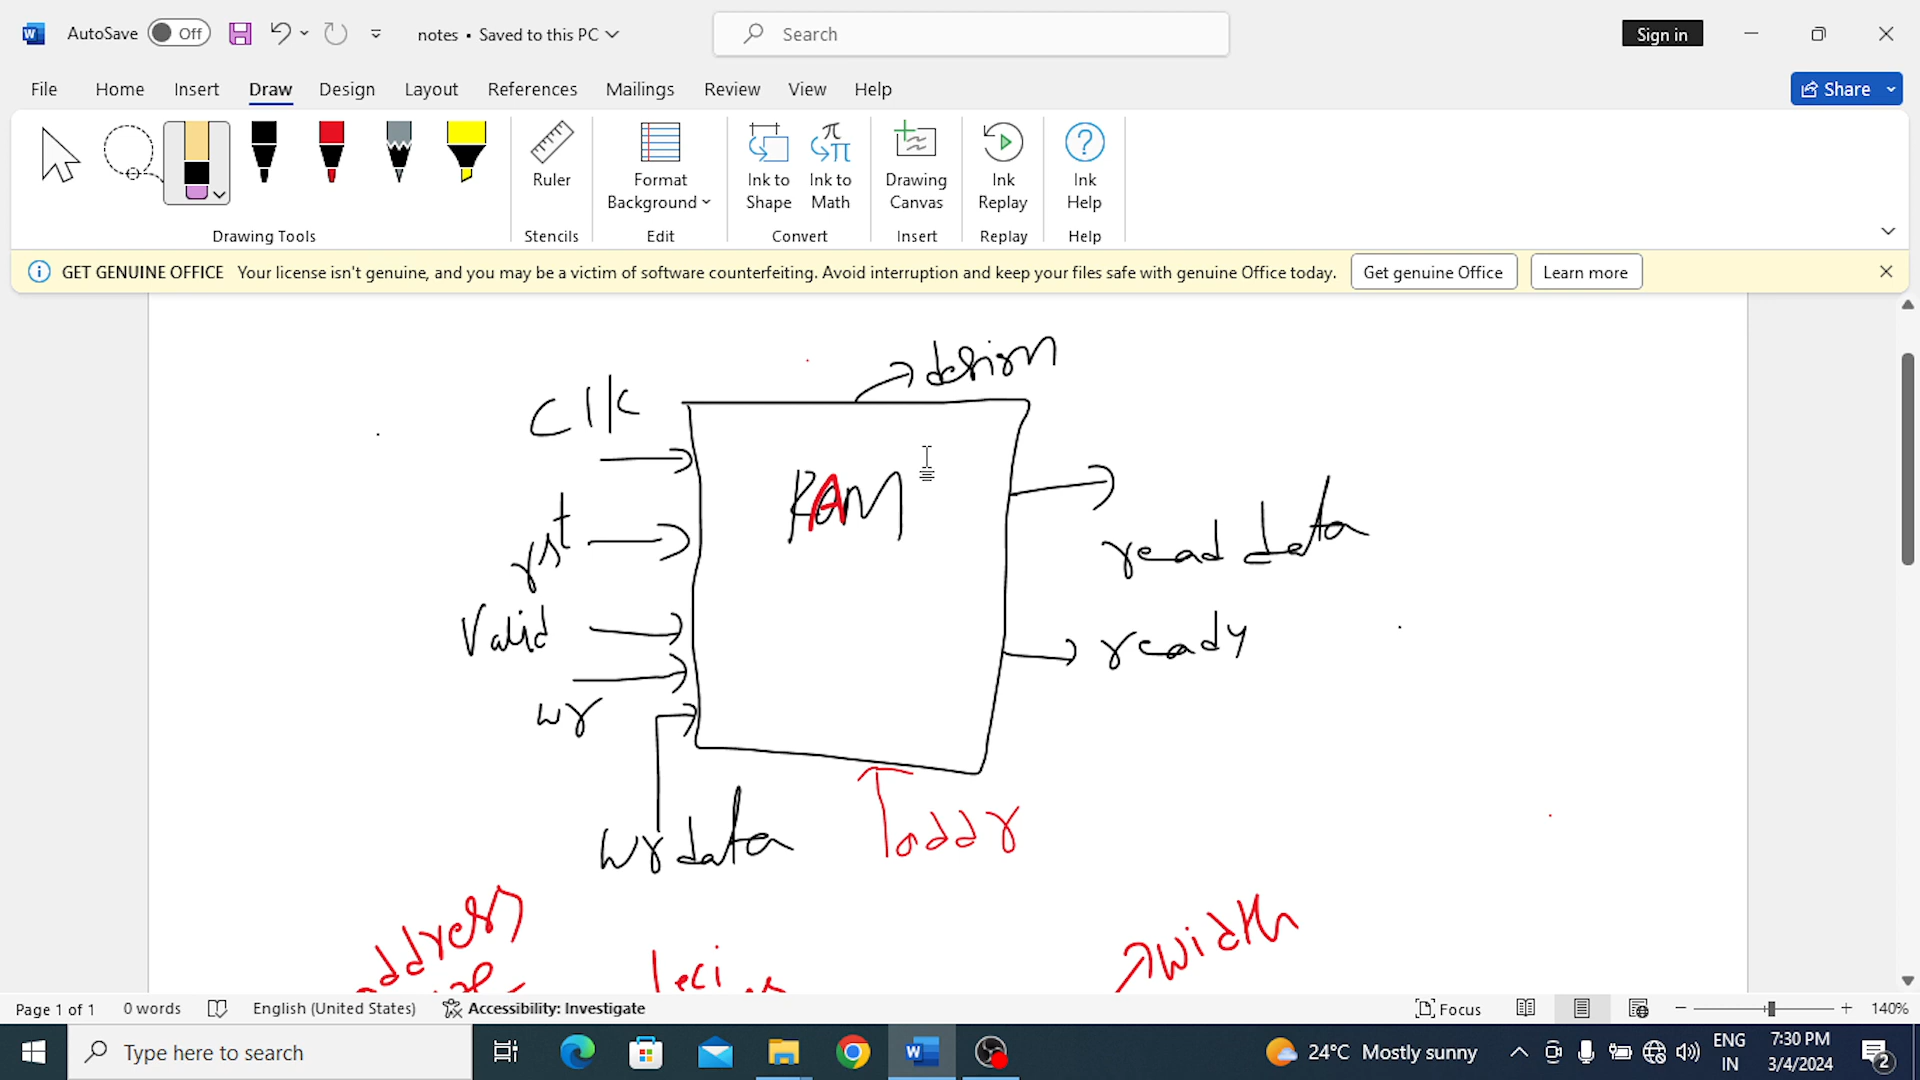 AutoSave Off notes • Saved to this PC Search Sign in
File Home Insert Draw Design Layout References Mailings Review View Help Share
Ruler Format Background Ink to Shape Ink to Math Drawing Canvas Ink Replay Ink Help
Drawing Tools Stencils Edit Convert Insert Replay Help
GET GENUINE OFFICE Your license isn't genuine, and you may be a victim of software counterfeiting. Avoid interruption and keep your files safe with genuine Office today. Get genuine Office Learn more
clk
RAM
rst
read data
Valid
ready
wr
wr data
addr
address
width
Page 1 of 1 0 words English (United States) Accessibility: Investigate Focus 140%
Type here to search 24°C Mostly sunny ENG IN 7:30 PM 3/4/2024 2